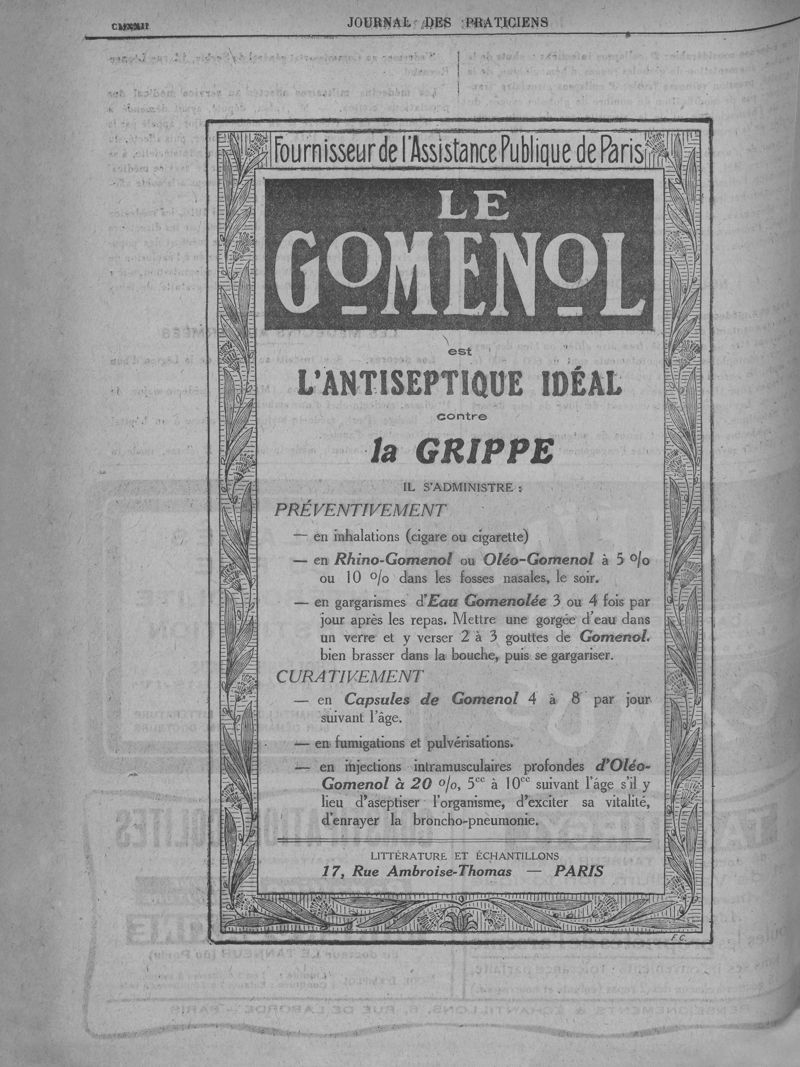 JOURNAL DES PRATICIENS
Fournisseur de l'Assistance Publique de Paris
LE
GOMENOL
est
L'ANTISEPTIQUE IDÉAL
contre
la GRIPPE
IL S'ADMINISTRE :
PRÉVENTIVEMENT
— en inhalations (cigare ou cigarette)
— en Rhino-Gomenol ou Oléo-Gomenol à 5 o/o
ou 10 o/o dans les fosses nasales, le soir.
— en gargarismes d'Eau Gomenolée 3 ou 4 fois par
jour après les repas. Mettre une gorgée d'eau dans
un verre et y verser 2 à 3 gouttes de Gomenol.
bien brasser dans la bouche, puis se gargariser.
CURATIVEMENT
— en Capsules de Gomenol 4 à 8 par jour
suivant l'âge.
— en fumigations et pulvérisations.
— en injections intramusculaires profondes d'Oléo-
Gomenol à 20 o/o, 5cc à 10cc suivant l'âge s'il y
lieu d'aseptiser l'organisme, d'exciter sa vitalité,
d'enrayer la broncho-pneumonie.
LITTÉRATURE ET ÉCHANTILLONS
17, Rue Ambroise-Thomas — PARIS
F.C.